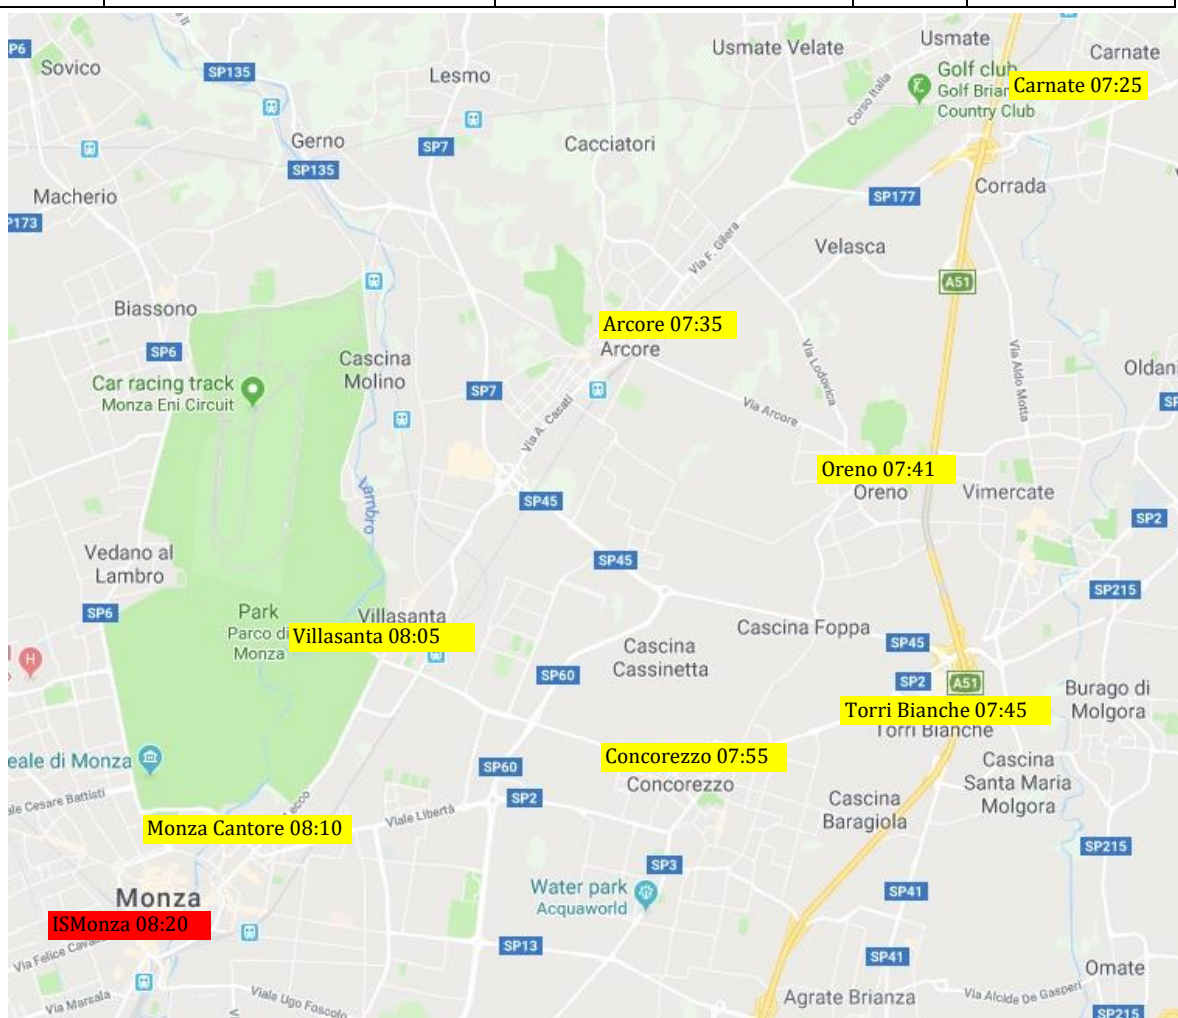 Usmate Velate
Usmate
Carnate
P6
Sovico
SP135
Lesmo
Golf club
Golf Brian
Country Club
Carnate 07:25
Corso Italia
Gerno
SP7
Cacciatori
SP135
Macherio
SP177
Corrada
P173
Via F. Gilera
Velasca
A51
Biassono
Arcore 07:35
Arcore
SP6
Cascina
Molino
Via Lodovica
Via Aldo Motta
Oldani
Car racing track
Monza Eni Circuit
SP7
Via A. Casati
Via Arcore
SP
Oreno 07:41
Oreno
Vimercate
Lambro
SP45
SP2
Vedano al
Lambro
SP45
SP215
SP6
Park
Parco di
Monza
Villasanta
Villasanta 08:05
Cascina Foppa
SP45
Cascina
Cassinetta
H
SP60
SP2
A51
Burago di
Molgora
Torri Bianche 07:45
Torri Bianche
eale di Monza
SP60
Concorezzo 07:55
Concorezzo
Cascina
Santa Maria
Molgora
ale Cesare Battisti
Lecco
SP2
Viale Libertà
Cascina
Baragiola
Monza Cantore 08:10
SP215
SP3
Monza
Water park
Acquaworld
SP41
ISMonza 08:20
Via Felice Cava
SP13
SP41
Omate
Via Marsala
Viale Ugo Foscolo
Agrate Brianza
Via Alcide De Gasperi
SP215